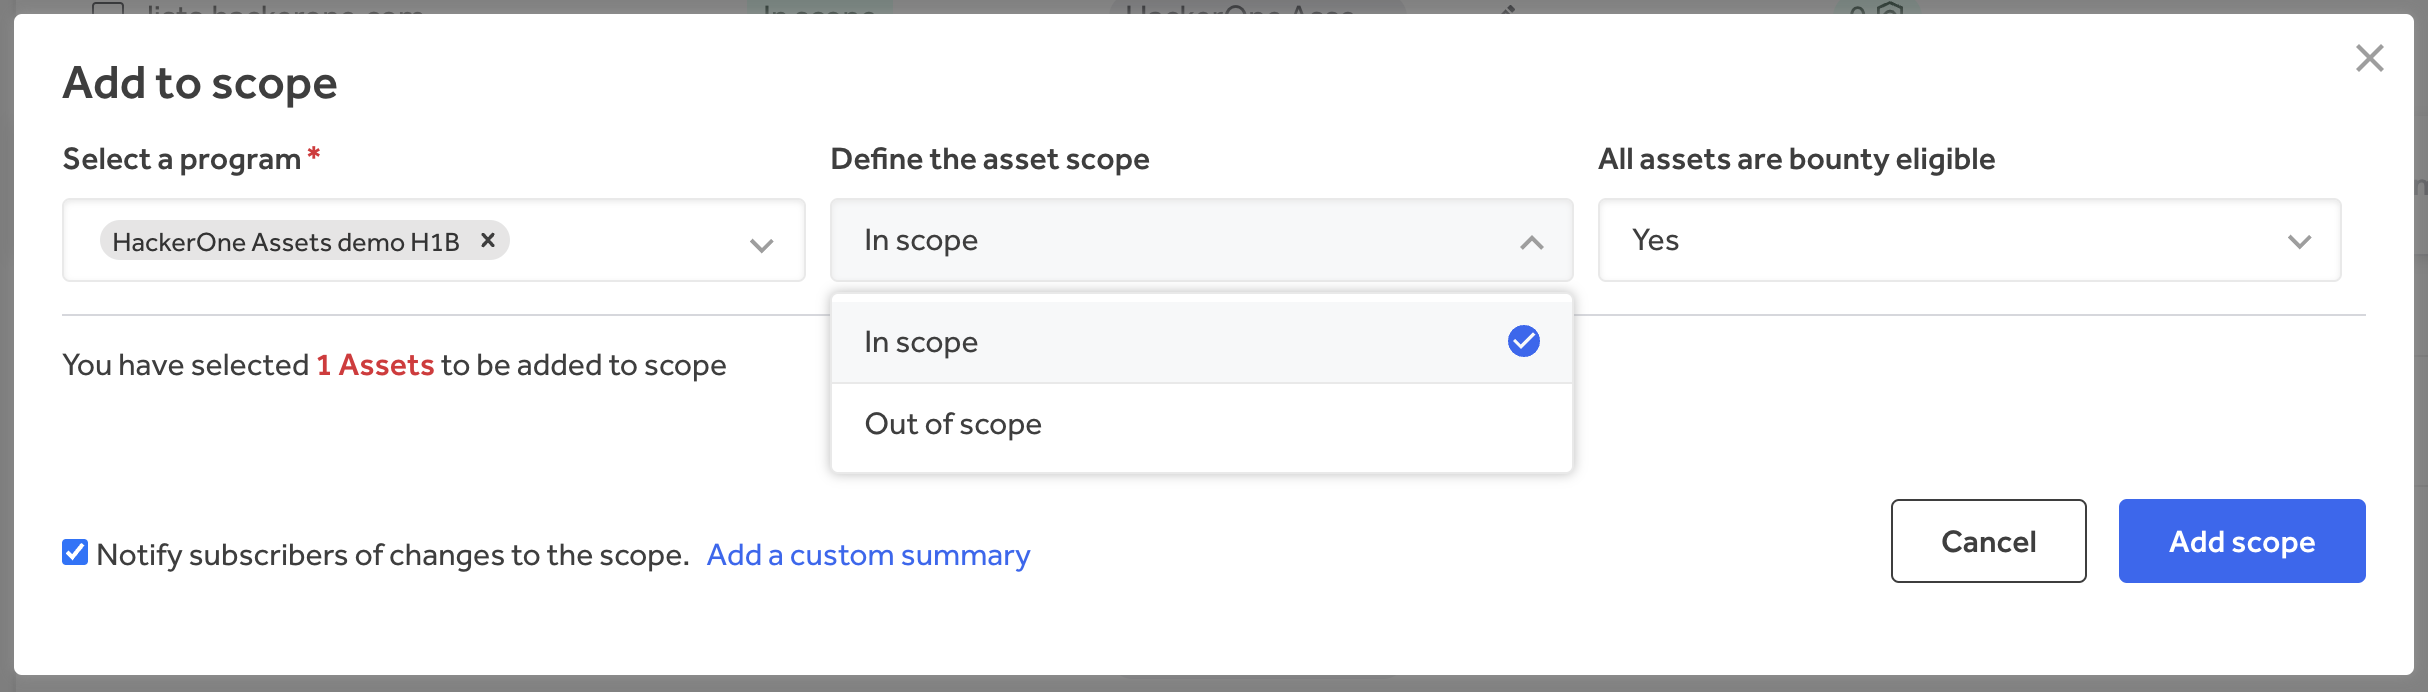 Add to scope
Select a program *
Define the asset scope
All assets are bounty eligible
HackerOne Assets demo H1B
In scope
Yes
In scope
You have selected 1 Assets to be added to scope
Out of scope
Notify subscribers of changes to the scope. Add a custom summary
Cancel
Add scope